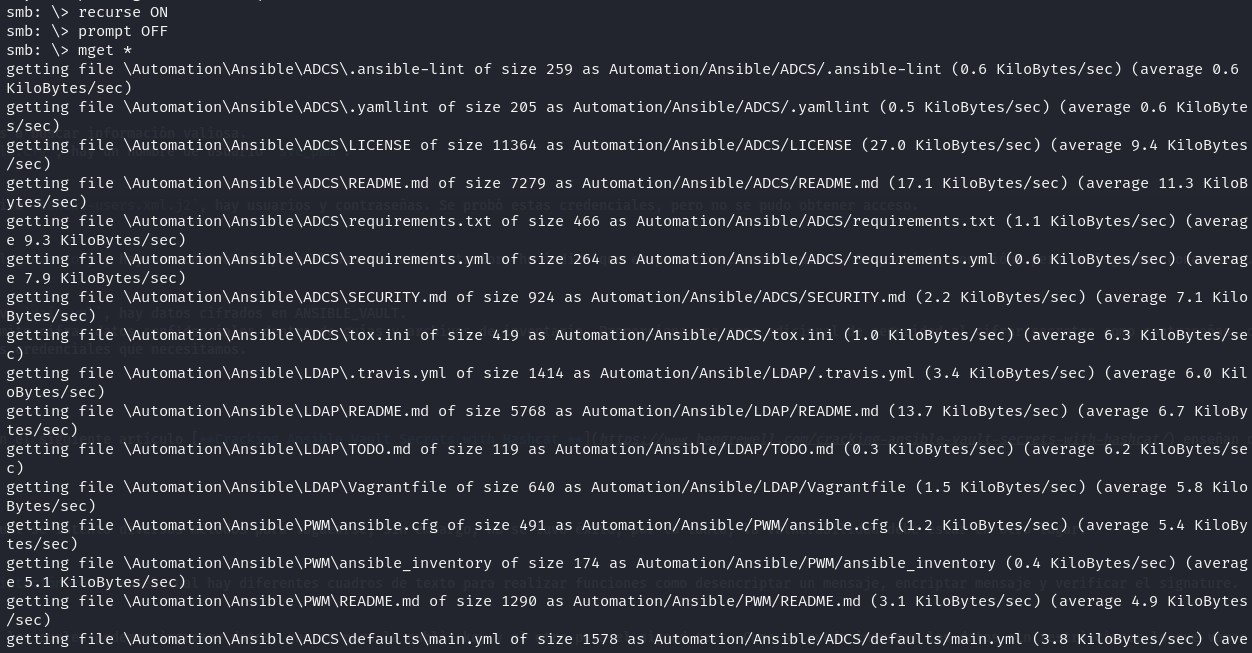 smb: \> recurse ON
smb: \> prompt OFF
smb: \> mget *
getting file \Automation\Ansible\ADCS\.ansible-lint of size 259 as Automation/Ansible/ADCS/.ansible-lint (0.6 KiloBytes/sec) (average 0.6
KiloBytes/sec)
getting file \Automation\Ansible\ADCS\.yamllint of size 205 as Automation/Ansible/ADCS/.yamllint (0.5 KiloBytes/sec) (average 0.6 KiloByte
s/sec)
getting file \Automation\Ansible\ADCS\LICENSE of size 11364 as Automation/Ansible/ADCS/LICENSE (27.0 KiloBytes/sec) (average 9.4 KiloBytes
/sec)
getting file \Automation\Ansible\ADCS\README.md of size 7279 as Automation/Ansible/ADCS/README.md (17.1 KiloBytes/sec) (average 11.3 KiloB
ytes/sec)
getting file \Automation\Ansible\ADCS\requirements.txt of size 466 as Automation/Ansible/ADCS/requirements.txt (1.1 KiloBytes/sec) (averag
e 9.3 KiloBytes/sec)
getting file \Automation\Ansible\ADCS\requirements.yml of size 264 as Automation/Ansible/ADCS/requirements.yml (0.6 KiloBytes/sec) (averag
e 7.9 KiloBytes/sec)
getting file \Automation\Ansible\ADCS\SECURITY.md of size 924 as Automation/Ansible/ADCS/SECURITY.md (2.2 KiloBytes/sec) (average 7.1 Kilo
Bytes/sec)
getting file \Automation\Ansible\ADCS\tox.ini of size 419 as Automation/Ansible/ADCS/tox.ini (1.0 KiloBytes/sec) (average 6.3 KiloBytes/se
c)
getting file \Automation\Ansible\LDAP\.travis.yml of size 1414 as Automation/Ansible/LDAP/.travis.yml (3.4 KiloBytes/sec) (average 6.0 Kil
oBytes/sec)
getting file \Automation\Ansible\LDAP\README.md of size 5768 as Automation/Ansible/LDAP/README.md (13.7 KiloBytes/sec) (average 6.7 KiloBy
tes/sec)
getting file \Automation\Ansible\LDAP\TODO.md of size 119 as Automation/Ansible/LDAP/TODO.md (0.3 KiloBytes/sec) (average 6.2 KiloBytes/se
c)
getting file \Automation\Ansible\LDAP\Vagrantfile of size 640 as Automation/Ansible/LDAP/Vagrantfile (1.5 KiloBytes/sec) (average 5.8 Kilo
Bytes/sec)
getting file \Automation\Ansible\PWM\ansible.cfg of size 491 as Automation/Ansible/PWM/ansible.cfg (1.2 KiloBytes/sec) (average 5.4 KiloBy
tes/sec)
getting file \Automation\Ansible\PWM\ansible_inventory of size 174 as Automation/Ansible/PWM/ansible_inventory (0.4 KiloBytes/sec) (averag
e 5.1 KiloBytes/sec)
getting file \Automation\Ansible\PWM\README.md of size 1290 as Automation/Ansible/PWM/README.md (3.1 KiloBytes/sec) (average 4.9 KiloBytes
/sec)
getting file \Automation\Ansible\ADCS\defaults\main.yml of size 1578 as Automation/Ansible/ADCS/defaults/main.yml (3.8 KiloBytes/sec) (ave